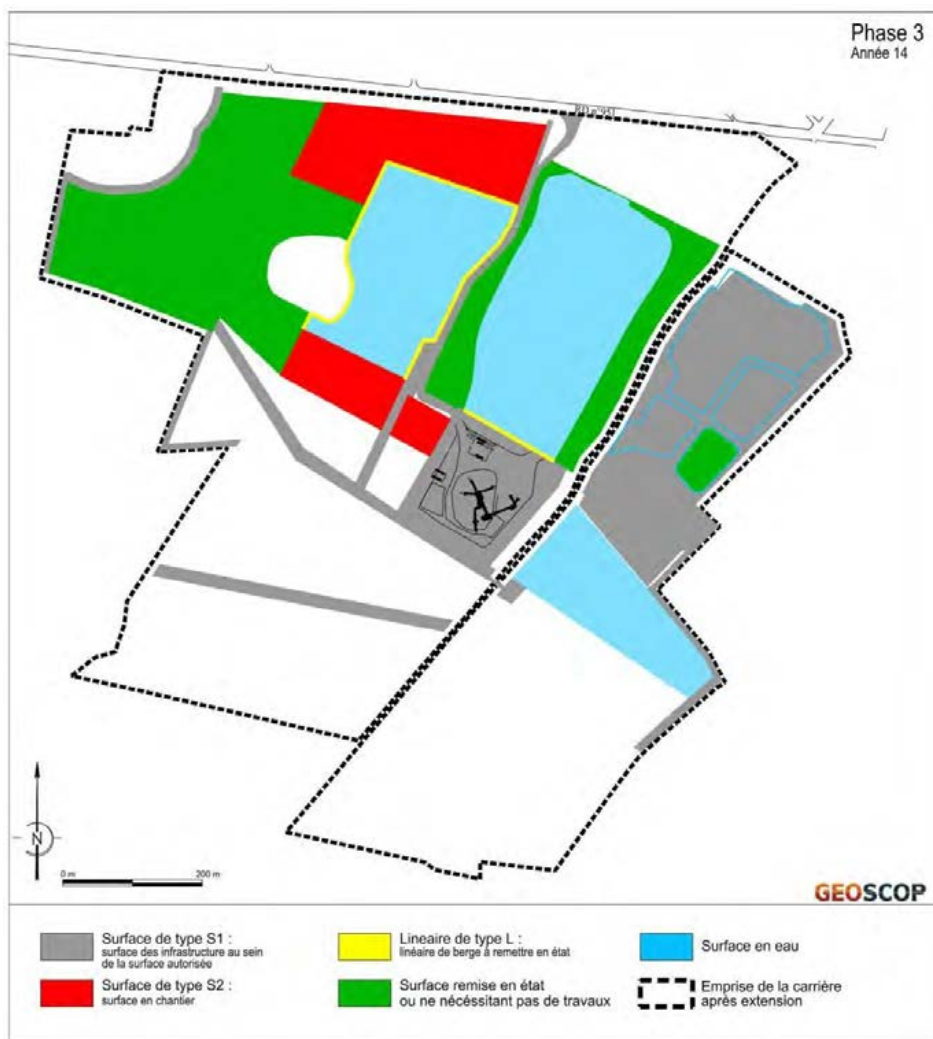 Phase 3
Année 14
N
0 m
200 m
GEOSCOP
Surface de type S1 :
surface des infrastructure au sein
de la surface autorisée
Lineaire de type L :
linéaire de berge à remettre en état
Surface en eau
Surface de type S2 :
surface en chantier
Surface remise en état
ou ne nécéssitant pas de travaux
Emprise de la carrière
après extension